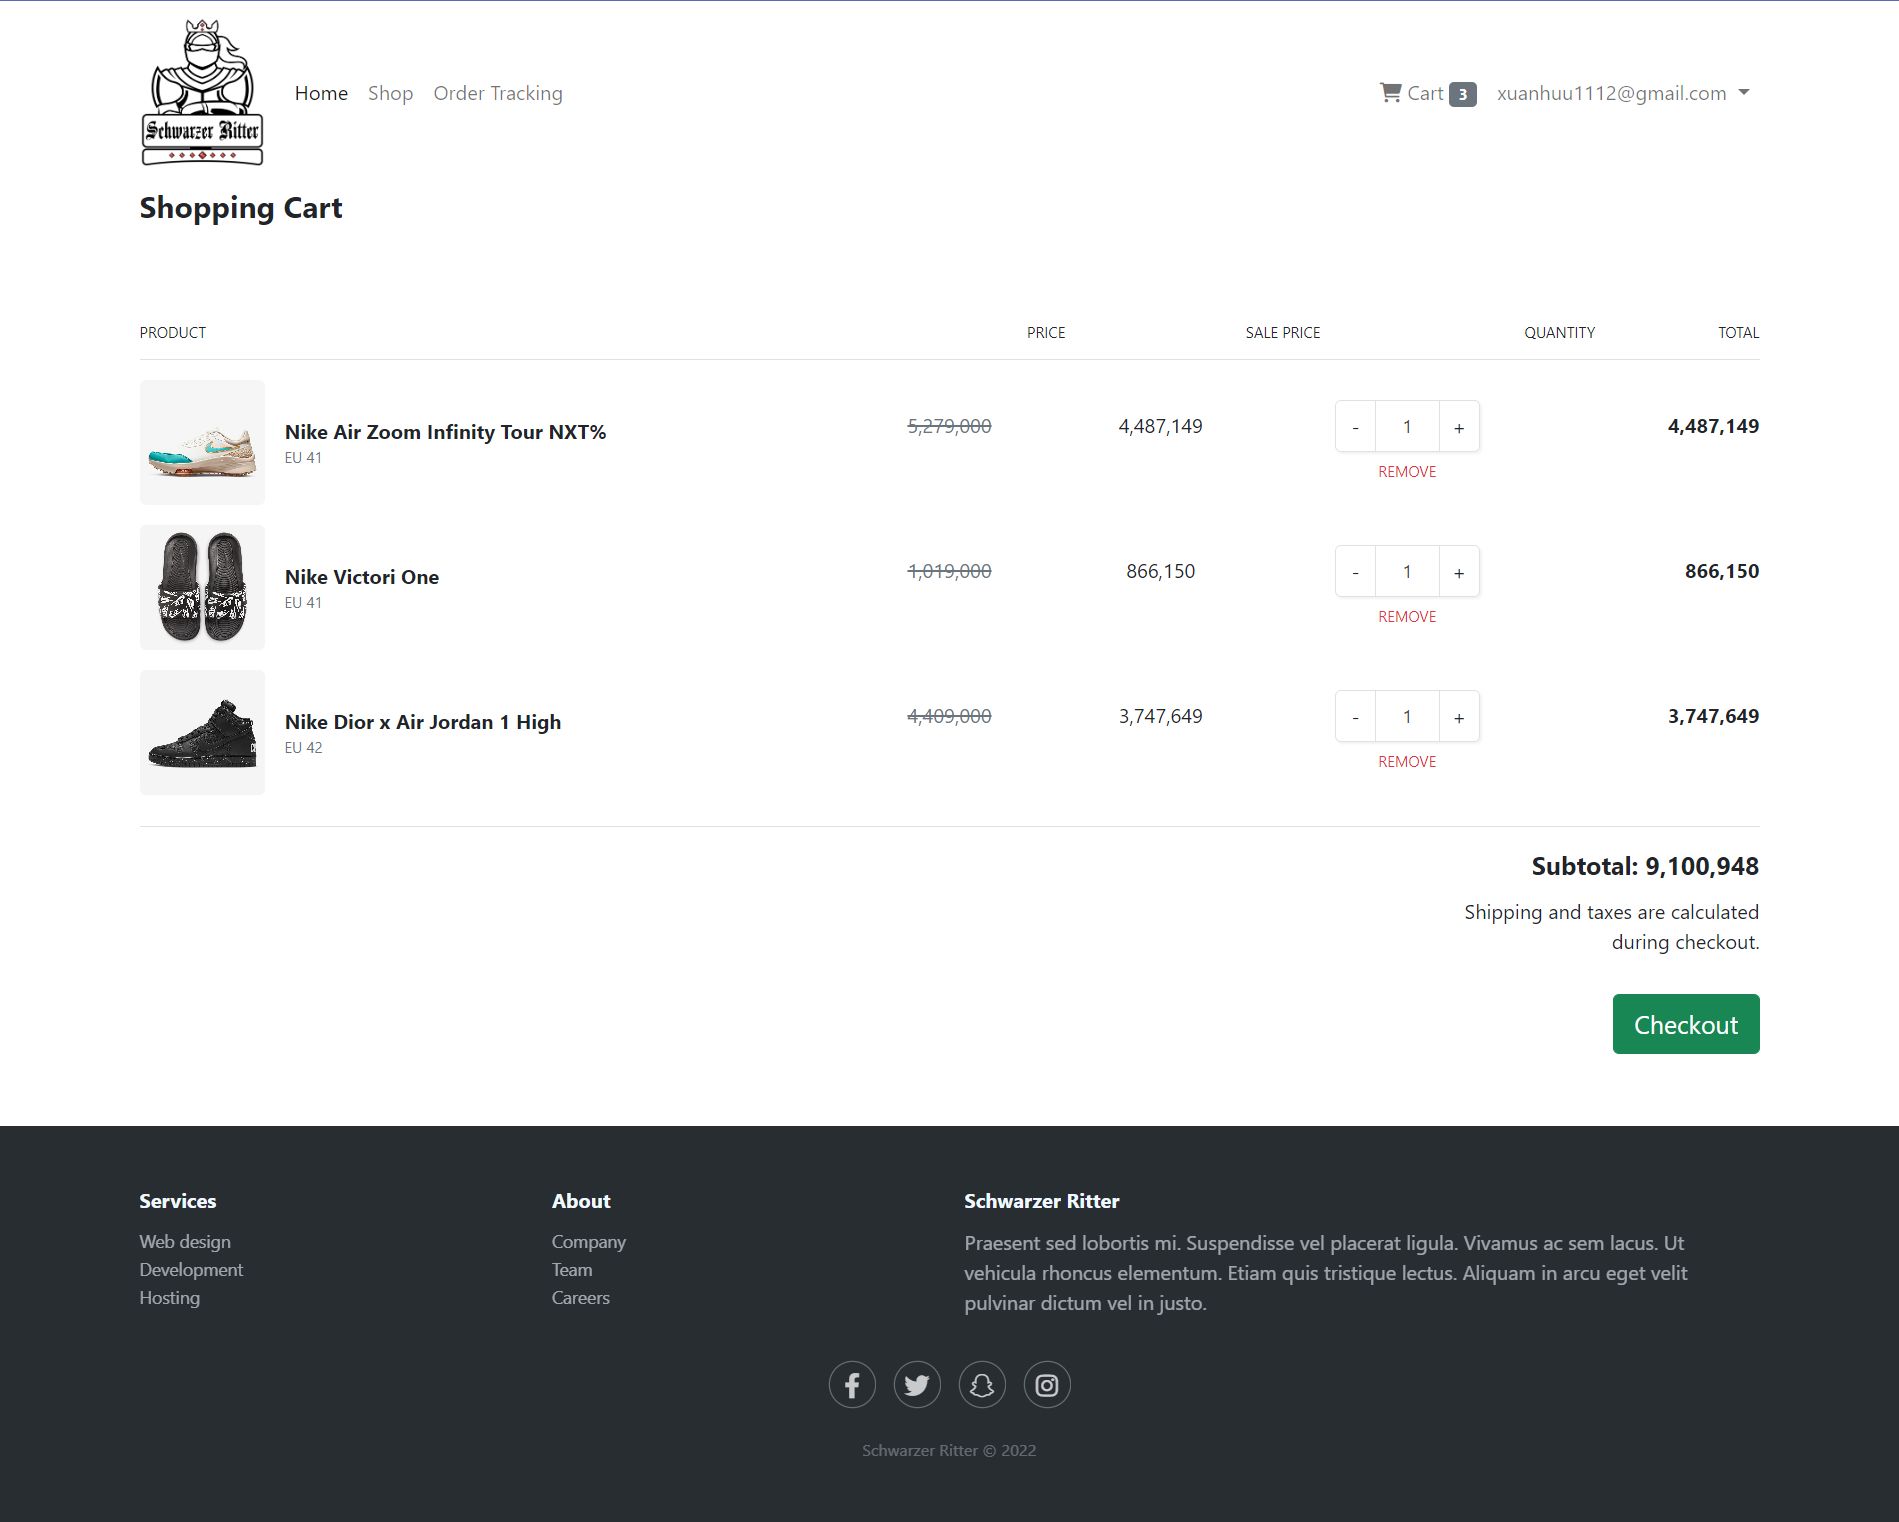 Schwarzer Ritter
Home Shop Order Tracking
Cart 3 xuanhuu1112@gmail.com
Shopping Cart
PRODUCT PRICE SALE PRICE QUANTITY TOTAL
Nike Air Zoom Infinity Tour NXT% 5,279,000 4,487,149 - 1 + 4,487,149
EU 41
REMOVE
Nike Victori One 1,019,000 866,150 - 1 + 866,150
EU 41
REMOVE
Nike Dior x Air Jordan 1 High 4,409,000 3,747,649 - 1 + 3,747,649
EU 42
REMOVE
Subtotal: 9,100,948
Shipping and taxes are calculated
during checkout.
Checkout
Services
Web design
Development
Hosting
About
Company
Team
Careers
Schwarzer Ritter
Praesent sed lobortis mi. Suspendisse vel placerat ligula. Vivamus ac sem lacus. Ut
vehicula rhoncus elementum. Etiam quis tristique lectus. Aliquam in arcu eget velit
pulvinar dictum vel in justo.
Schwarzer Ritter © 2022